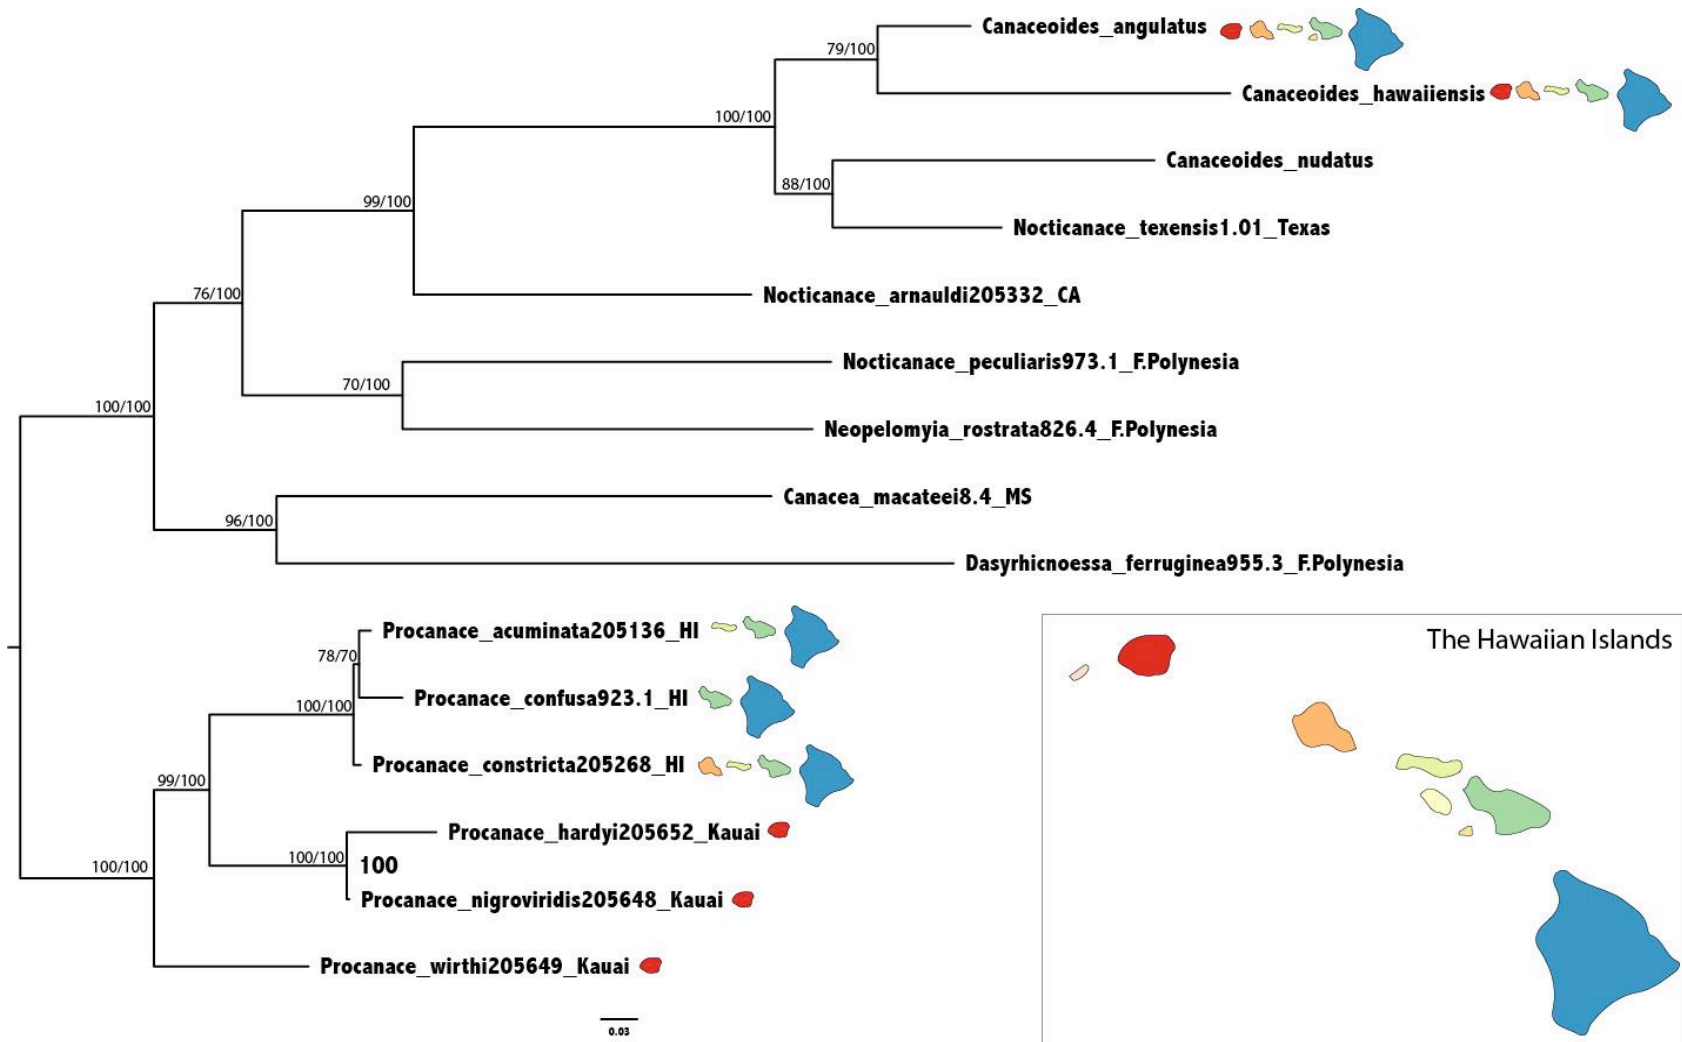 Canaceoides_angulatus
79/100
Canaceoides_hawaiiensis
100/100
Canaceoides_nudatus
88/100
99/100
Nocticanace_texensis1.01_Texas
76/100
Nocticanace_arnauldi205332_CA
Nocticanace_peculiaris973.1_F.Polynesia
70/100
100/100
Neopelomyia_rostrata826.4_F.Polynesia
Canacea_macateei8.4_MS
96/100
Dasyrhicnoessa_ferruginea955.3_F.Polynesia
Procanace_acuminata205136_HI
78/70
Procanace_confusa923.1_HI
100/100
Procanace_constricta205268_HI
99/100
Procanace_hardyi205652_Kauai
100/100
100
100/100
Procanace_nigroviridis205648_Kauai
Procanace_wirthi205649_Kauai
0.03
The Hawaiian Islands